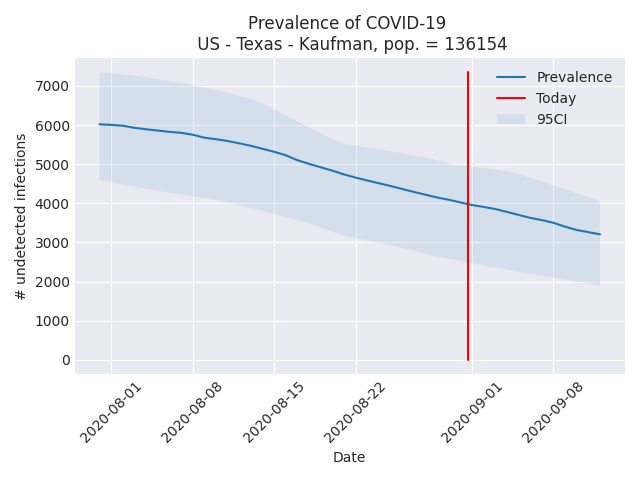 Prevalence of COVID-19
US - Texas - Kaufman, pop. = 136154
Prevalence
Today
95CI
# undetected infections
7000
6000
5000
4000
3000
2000
1000
0
2020-08-01
2020-08-08
2020-08-15
2020-08-22
2020-09-01
2020-09-08
Date